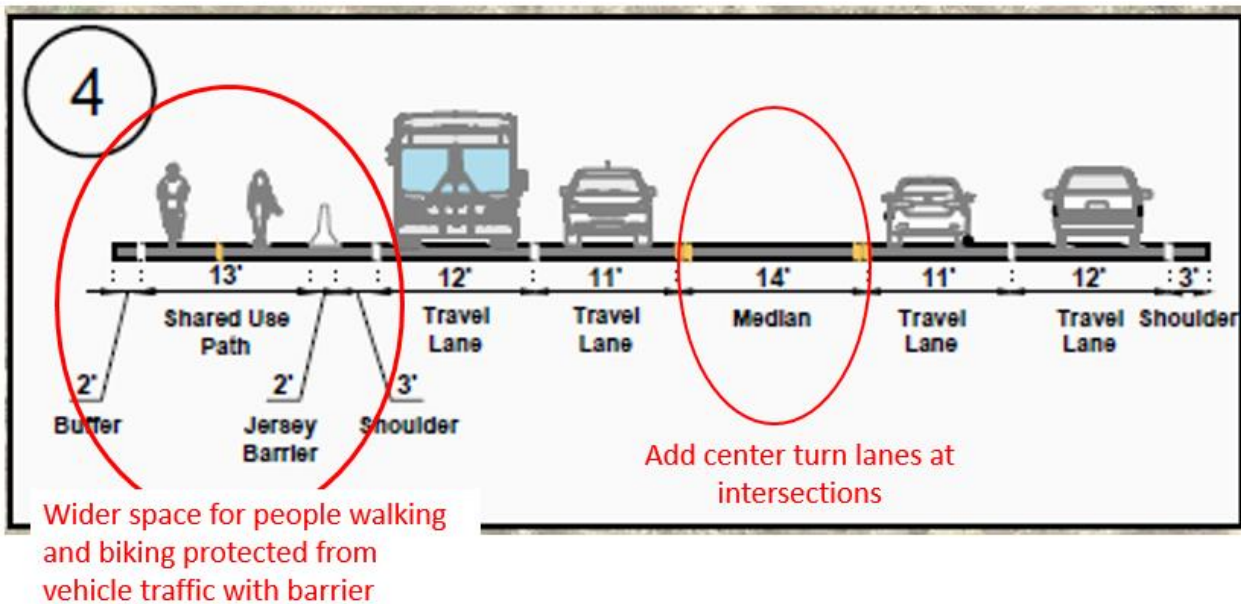 4
13' 12' 11' 14' 11' 12' 3'
Shared Use
Path
Travel
Lane
Travel
Lane
Median
Travel
Lane
Travel
Lane
Shoulder
2'
Buffer
2'
Jersey
Barrier
3'
Shoulder
Add center turn lanes at
intersections
Wider space for people walking
and biking protected from
vehicle traffic with barrier